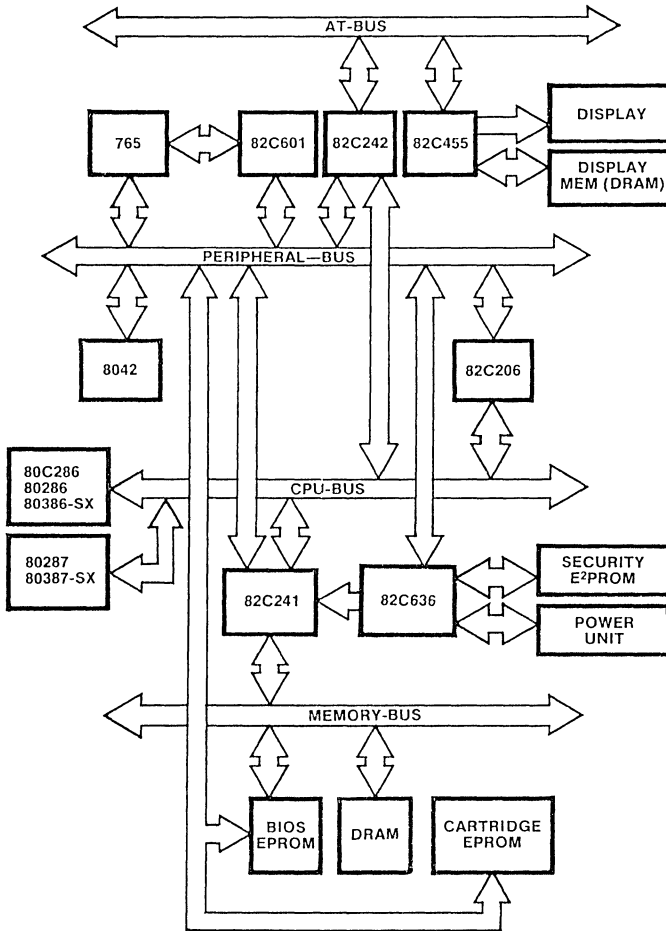 AT-BUS
765
82C601
82C242
82C455
DISPLAY
DISPLAY
MEM (DRAM)
PERIPHERAL—BUS
8042
82C206
80C286
80286
80386-SX
CPU-BUS
80287
80387-SX
82C241
82C636
SECURITY
E²PROM
POWER
UNIT
MEMORY-BUS
BIOS
EPROM
DRAM
CARTRIDGE
EPROM